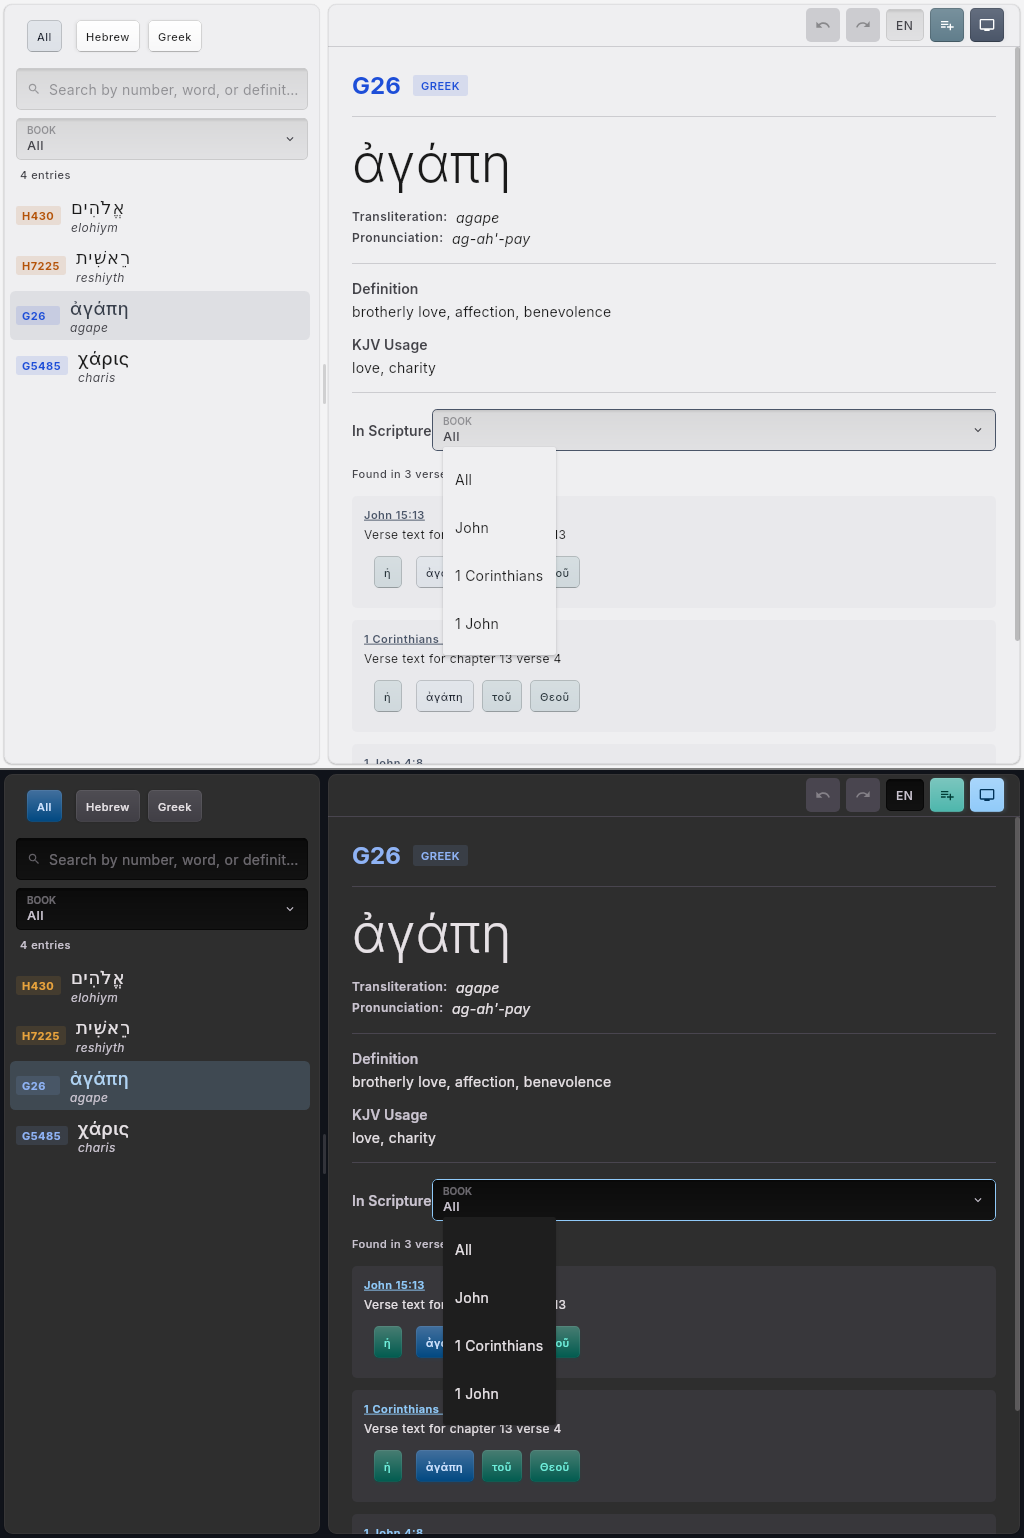 All
Hebrew
Greek
Search by number, word, or definit...
BOOK
All
4 entries
H430
אֱלֹהִים
elohiym
H7225
רֵאשִׁית
reshiyth
G26
ἀγάπη
agape
G5485
χάρις
charis
EN
G26
GREEK
ἀγάπη
Transliteration: agape
Pronunciation: ag-ah'-pay
Definition
brotherly love, affection, benevolence
KJV Usage
love, charity
In Scripture
BOOK
All
Found in 3
All
John
1 Corinthians
1 John
John 15:13
Verse text for 13
ἡ
1 Corinthians
Verse text for chapter 13 verse 4
ἡ
ἀγάπη
τοῦ
Θεοῦ
1 John 4:8
All
Hebrew
Greek
Search by number, word, or definit...
BOOK
All
4 entries
H430
אֱלֹהִים
elohiym
H7225
רֵאשִׁית
reshiyth
G26
ἀγάπη
agape
G5485
χάρις
charis
EN
G26
GREEK
ἀγάπη
Transliteration: agape
Pronunciation: ag-ah'-pay
Definition
brotherly love, affection, benevolence
KJV Usage
love, charity
In Scripture
BOOK
All
Found in 3
All
John
1 Corinthians
1 John
John 15:13
Verse text for 13
ἡ
1 Corinthians
Verse text for chapter 13 verse 4
ἡ
ἀγάπη
τοῦ
Θεοῦ
1 John 4:8